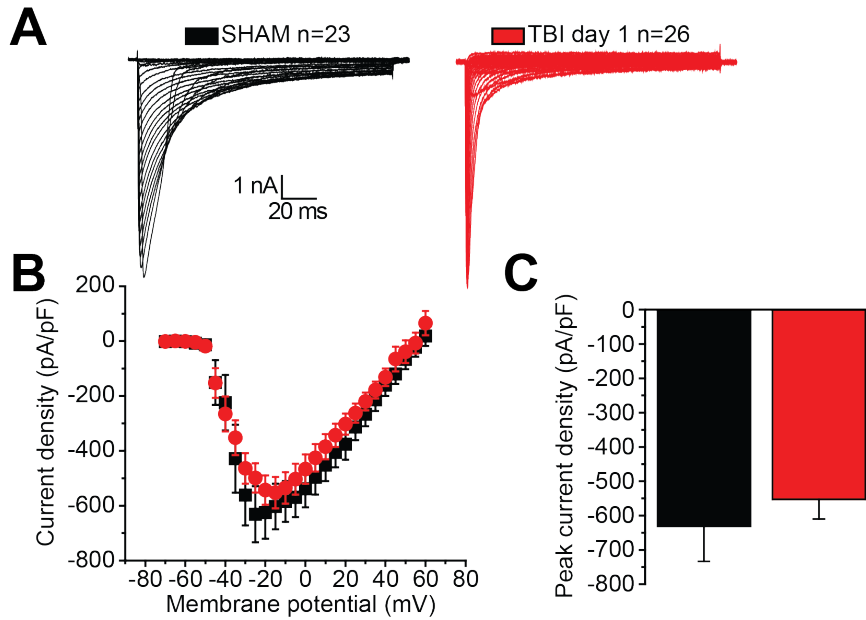 A
SHAM n=23
TBI day 1 n=26
1 nA
20 ms
B
Current density (pA/pF)
200
0
-200
-400
-600
-800
-80 -60 -40 -20 0 20 40 60 80
Membrane potential (mV)
C
Peak current density (pA/pF)
0
-100
-200
-300
-400
-500
-600
-700
-800